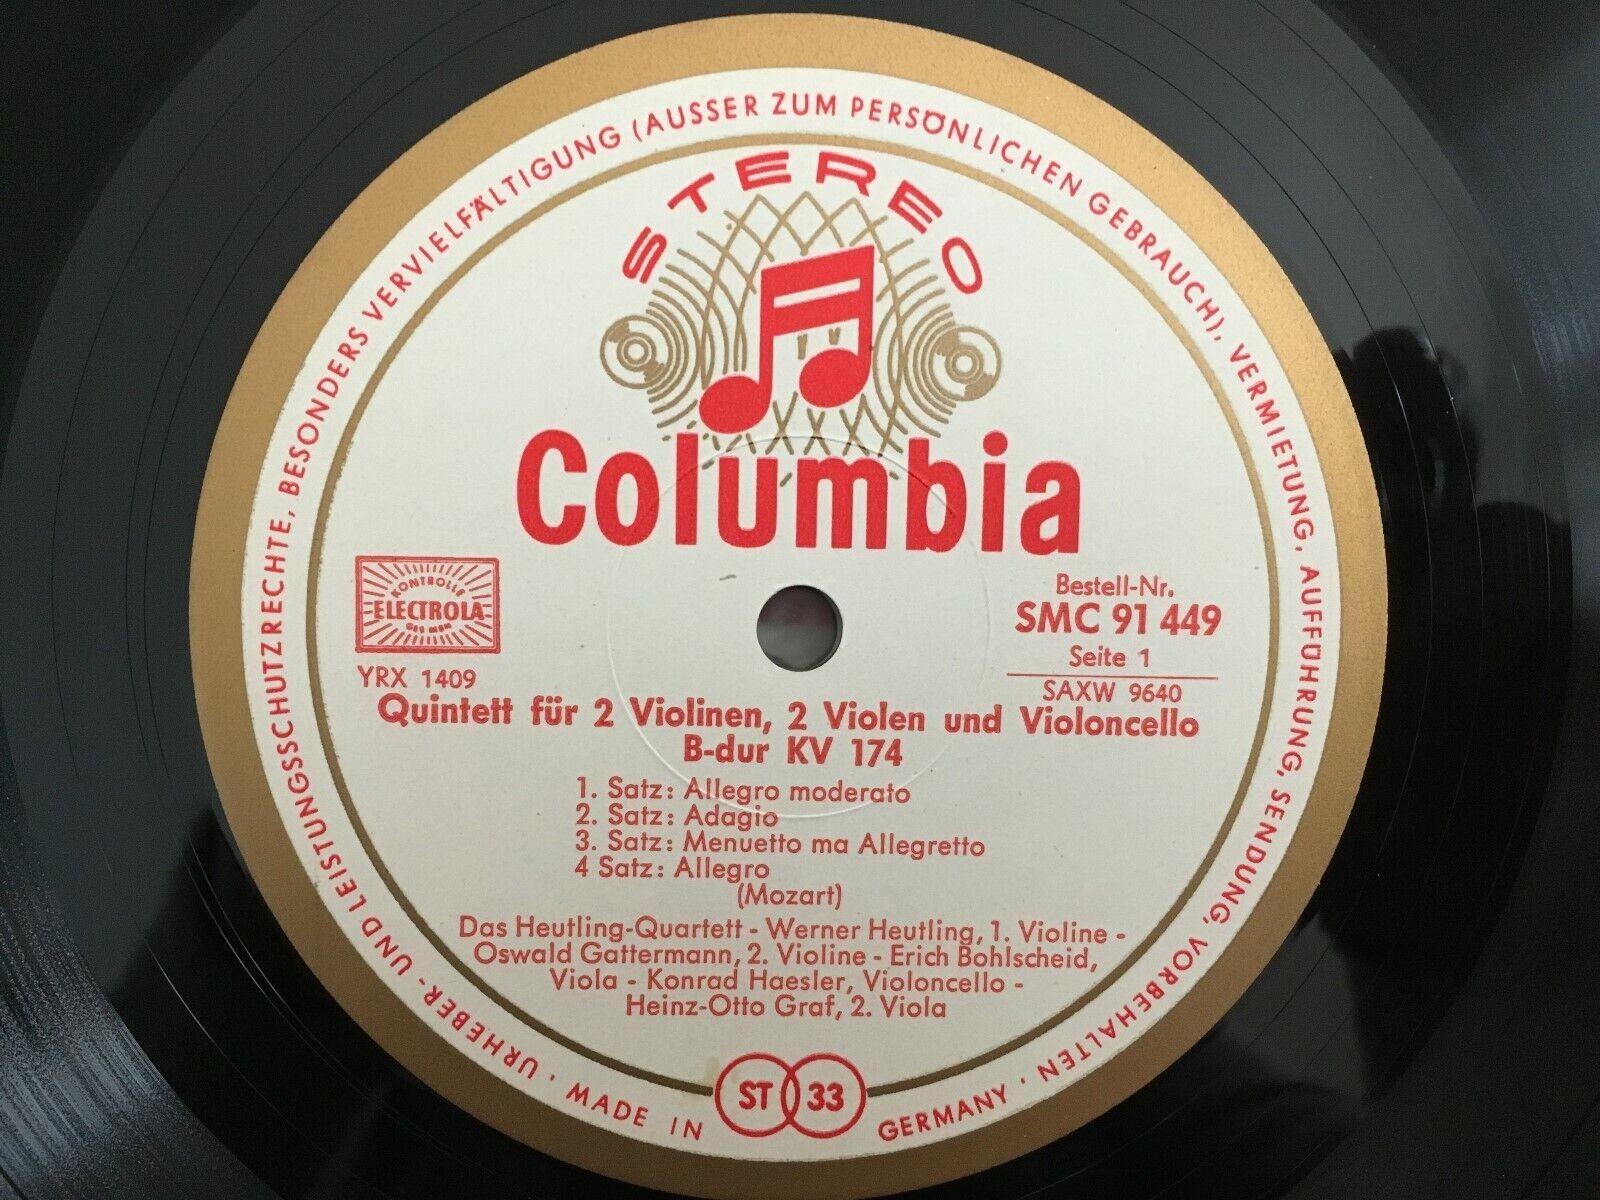 URHEBER- UND LEISTUNGSSCHUTZRECHTE, BESONDERS VERVIELFÄLTIGUNG (AUSSER ZUM PERSÖNLICHEN GEBRAUCH), VERMIETUNG, AUFFÜHRUNG, SENDUNG, VORBEHALTEN ·
STEREO
Columbia
KONTROLLE
ELECTROLA
YRX 1409
Bestell-Nr.
SMC 91 449
Seite 1
SAXW 9640
Quintett für 2 Violinen, 2 Violen und Violoncello
B-dur KV 174
1. Satz: Allegro moderato
2. Satz: Adagio
3. Satz: Menuetto ma Allegretto
4 Satz: Allegro
(Mozart)
Das Heutling-Quartett - Werner Heutling, 1. Violine -
Oswald Gattermann, 2. Violine - Erich Bohlscheid,
Viola - Konrad Haesler, Violoncello -
Heinz-Otto Graf, 2. Viola
ST 33
· MADE IN GERMANY ·